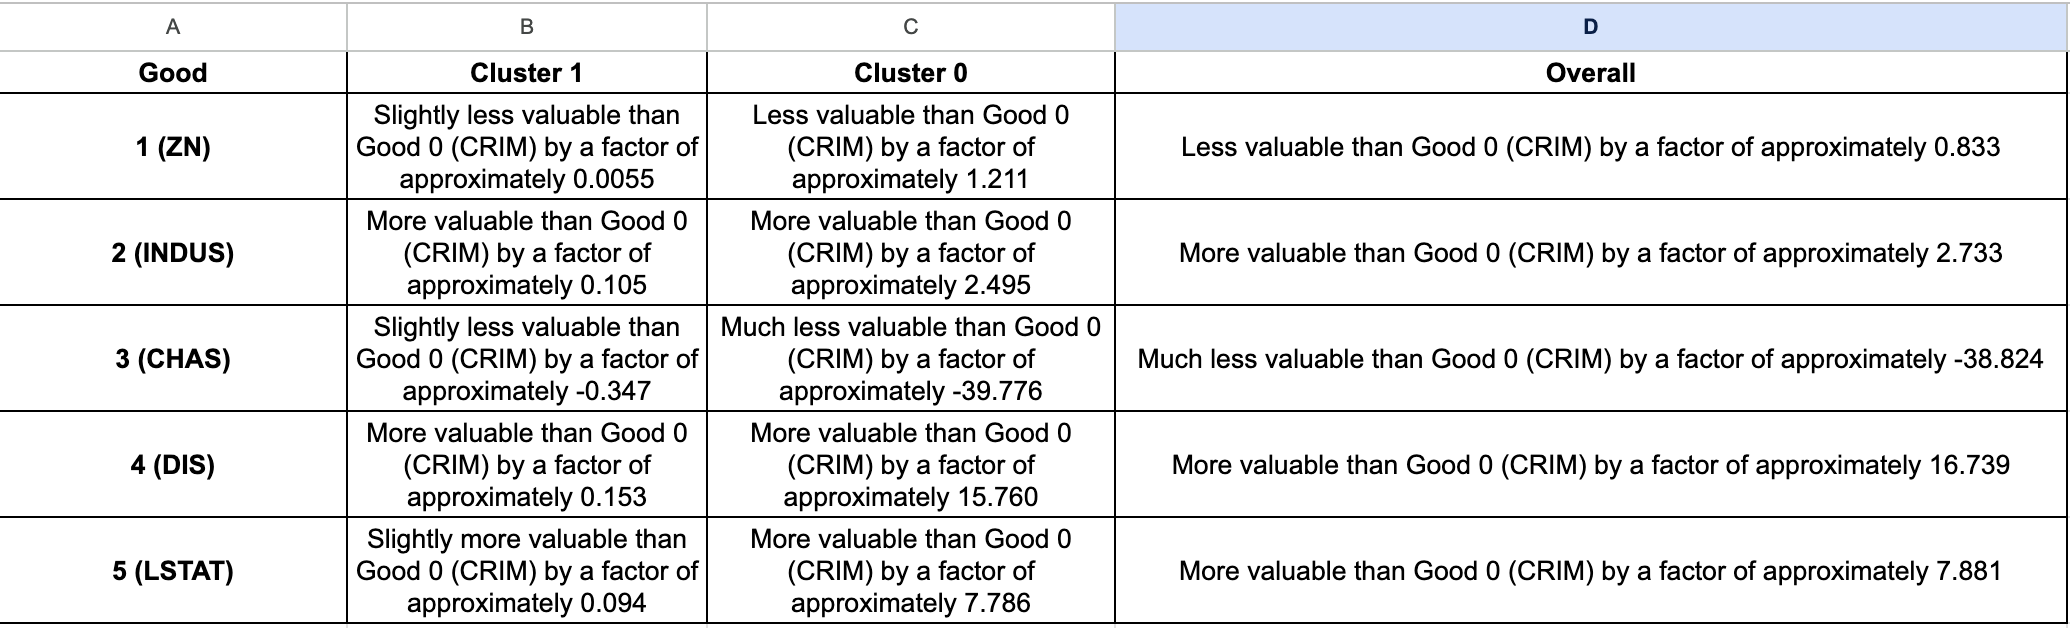 A B C D
Good Cluster 1 Cluster 0 Overall
1 (ZN)
Slightly less valuable than
Good 0 (CRIM) by a factor of
approximately 0.0055
Less valuable than Good 0
(CRIM) by a factor of
approximately 1.211
Less valuable than Good 0 (CRIM) by a factor of approximately 0.833
2 (INDUS)
More valuable than Good 0
(CRIM) by a factor of
approximately 0.105
More valuable than Good 0
(CRIM) by a factor of
approximately 2.495
More valuable than Good 0 (CRIM) by a factor of approximately 2.733
3 (CHAS)
Slightly less valuable than
Good 0 (CRIM) by a factor of
approximately -0.347
Much less valuable than Good 0
(CRIM) by a factor of
approximately -39.776
Much less valuable than Good 0 (CRIM) by a factor of approximately -38.824
4 (DIS)
More valuable than Good 0
(CRIM) by a factor of
approximately 0.153
More valuable than Good 0
(CRIM) by a factor of
approximately 15.760
More valuable than Good 0 (CRIM) by a factor of approximately 16.739
5 (LSTAT)
Slightly more valuable than
Good 0 (CRIM) by a factor of
approximately 0.094
More valuable than Good 0
(CRIM) by a factor of
approximately 7.786
More valuable than Good 0 (CRIM) by a factor of approximately 7.881